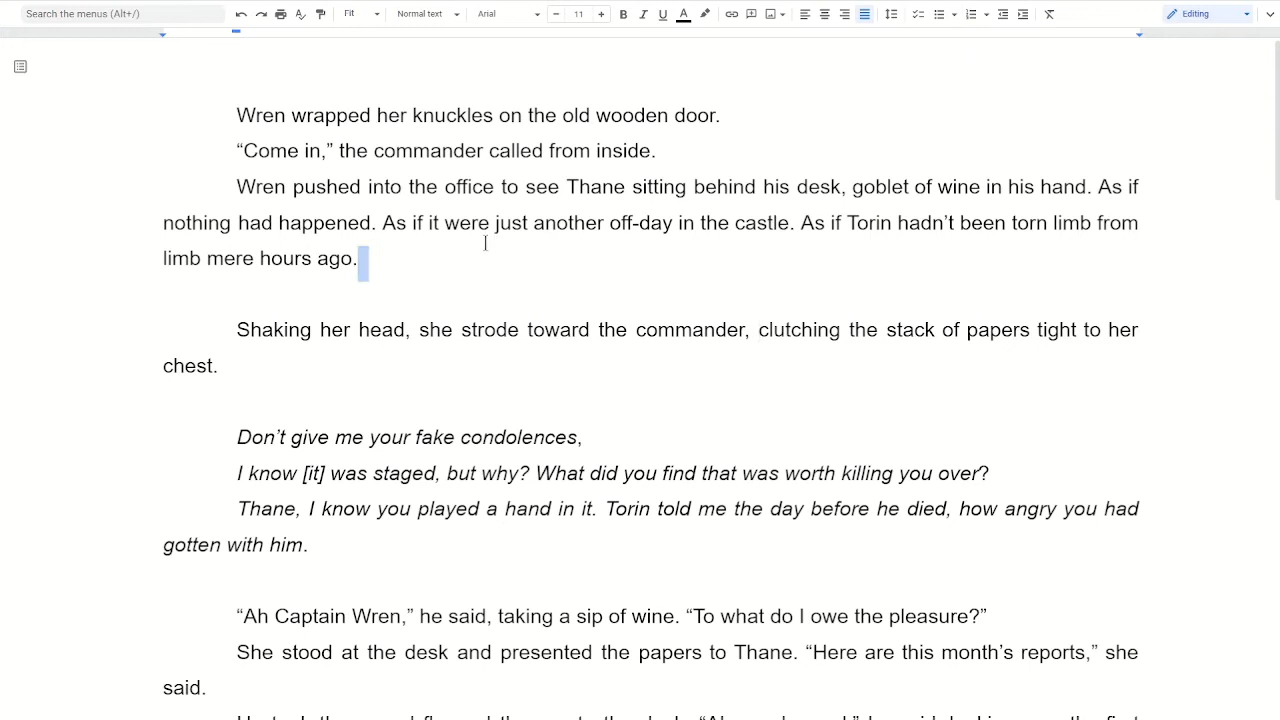 Search the menus (Alt+/)
Fit
Normal text
Arial
11
B I U A
Editing
Wren wrapped her knuckles on the old wooden door.
“Come in,” the commander called from inside.
Wren pushed into the office to see Thane sitting behind his desk, goblet of wine in his hand. As if
nothing had happened. As if it were just another off-day in the castle. As if Torin hadn’t been torn limb from
limb mere hours ago.
Shaking her head, she strode toward the commander, clutching the stack of papers tight to her
chest.
Don’t give me your fake condolences,
I know [it] was staged, but why? What did you find that was worth killing you over?
Thane, I know you played a hand in it. Torin told me the day before he died, how angry you had
gotten with him.
“Ah Captain Wren,” he said, taking a sip of wine. “To what do I owe the pleasure?”
She stood at the desk and presented the papers to Thane. “Here are this month’s reports,” she
said.